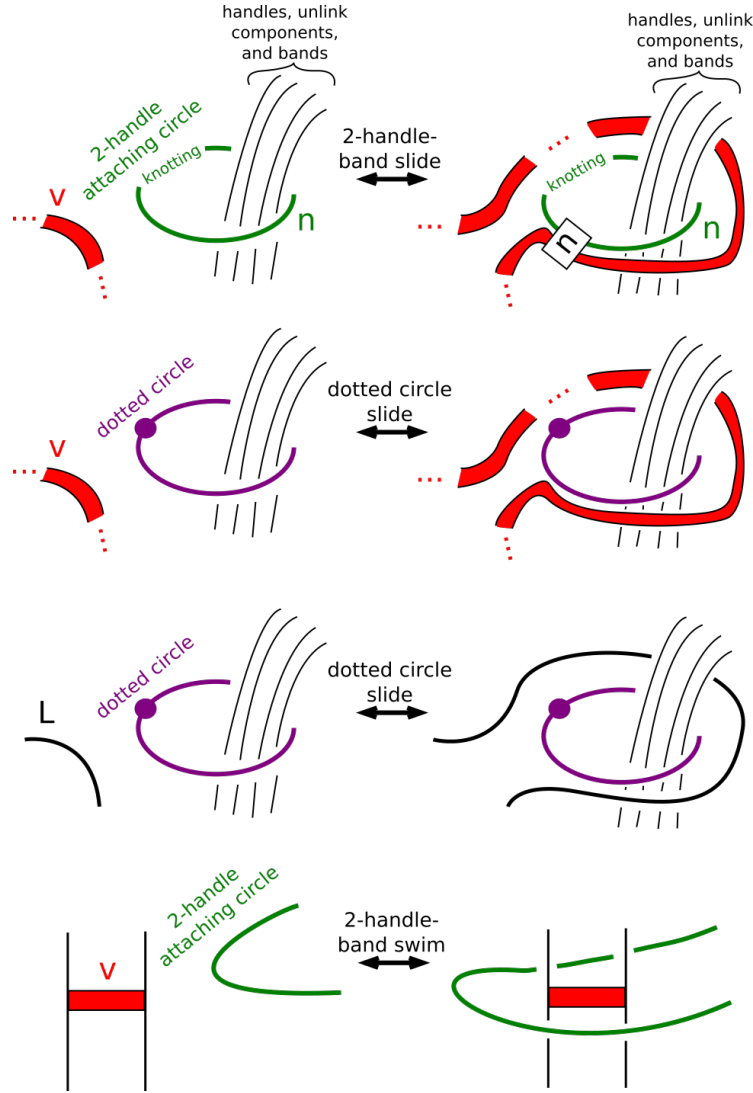 handles, unlink
components,
and bands
handles, unlink
components,
and bands
2-handle
attaching circle
knotting
v
n
2-handle-
band slide
knotting
n
n
dotted circle
v
dotted circle
slide
dotted circle
L
dotted circle
slide
2-handle
attaching circle
v
2-handle-
band swim